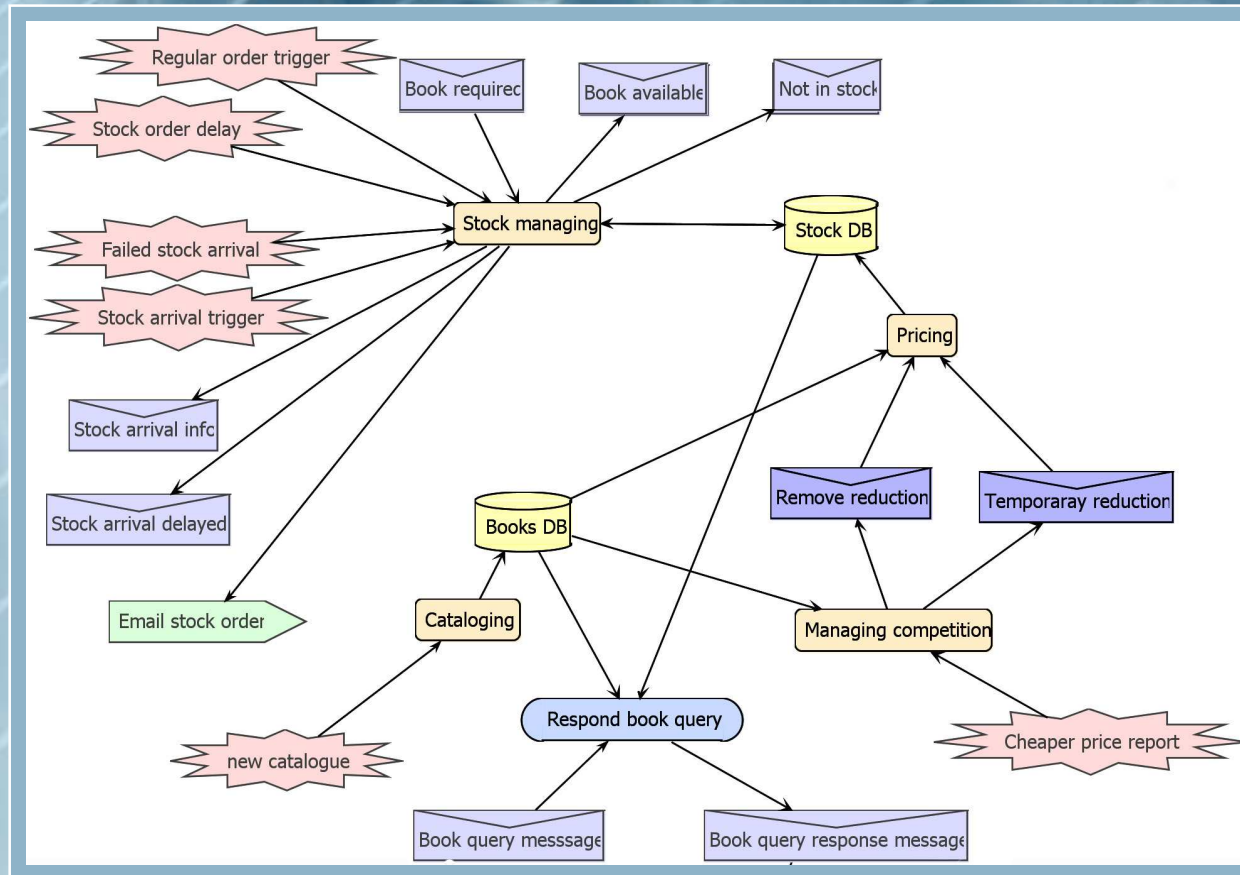 Regular order trigger
Book required
Book available
Not in stock
Stock order delay
Stock managing
Stock DB
Failed stock arrival
Stock arrival trigger
Pricing
Stock arrival info
Remove reduction
Temporaray reduction
Stock arrival delayed
Books DB
Email stock order
Cataloging
Managing competition
Respond book query
new catalogue
Cheaper price report
Book query messsage
Book query response message